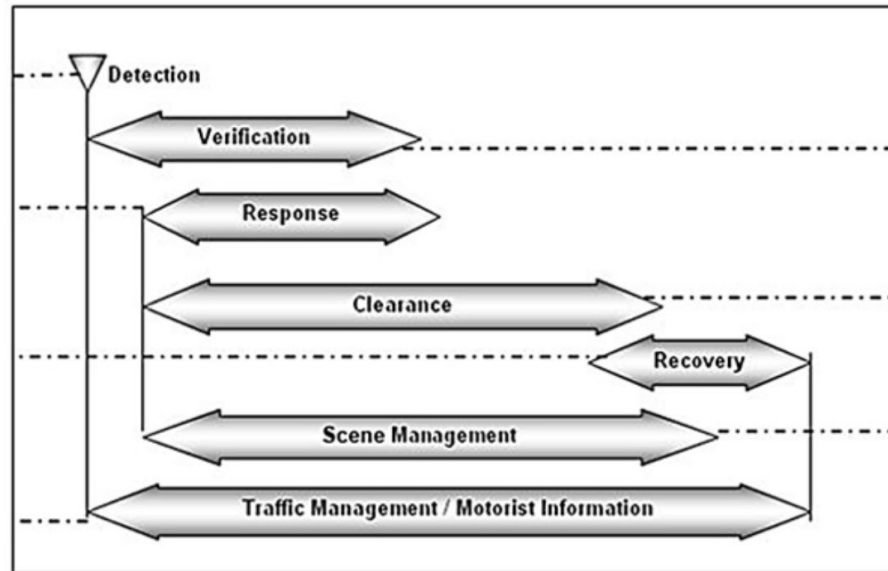 Detection
Verification
Response
Clearance
Recovery
Scene Management
Traffic Management / Motorist Information